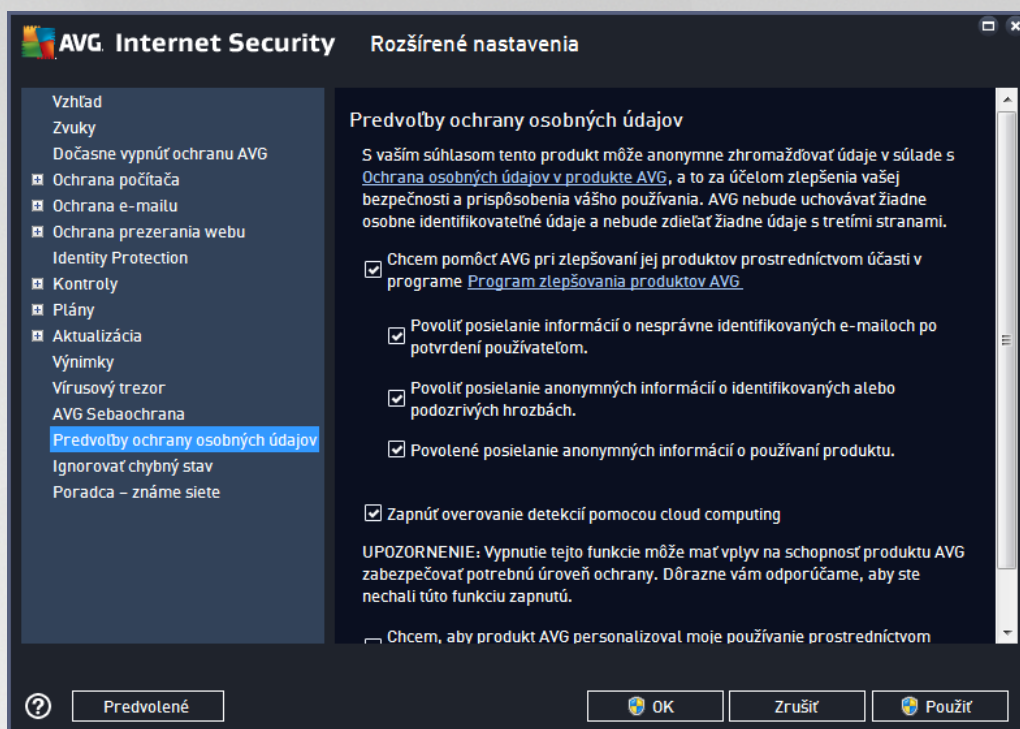 AVG. Internet Security
Rozšírené nastavenia
Vzhľad
Zvuky
Dočasne vypnúť ochranu AVG
Ochrana počítača
Ochrana e-mailu
Ochrana prezerania webu
Identity Protection
Kontroly
Plány
Aktualizácia
Výnimky
Vírusový trezor
AVG Sebaochrana
Predvoľby ochrany osobných údajov
Ignorovať chybný stav
Poradca – známe siete
Predvoľby ochrany osobných údajov
S vaším súhlasom tento produkt môže anonymne zhromažďovať údaje v súlade s
Ochrana osobných údajov v produkte AVG, a to za účelom zlepšenia vašej
bezpečnosti a prispôsobenia vášho používania. AVG nebude uchovávať žiadne
osobne identifikovateľné údaje a nebude zdieľať žiadne údaje s tretími stranami.
Chcem pomôcť AVG pri zlepšovaní jej produktov prostredníctvom účasti v
programe Program zlepšovania produktov AVG
Povoliť posielanie informácií o nesprávne identifikovaných e-mailoch po
potvrdení používateľom.
Povoliť posielanie anonymných informácií o identifikovaných alebo
podozrivých hrozbách.
Povolené posielanie anonymných informácií o používaní produktu.
Zapnúť overovanie detekcií pomocou cloud computing
UPOZORNENIE: Vypnutie tejto funkcie môže mať vplyv na schopnosť produktu AVG
zabezpečovať potrebnú úroveň ochrany. Dôrazne vám odporúčame, aby ste
nechali túto funkciu zapnutú.
Chcem, aby produkt AVG personalizoval moje používanie prostredníctvom
Predvolené
OK
Zrušiť
Použiť